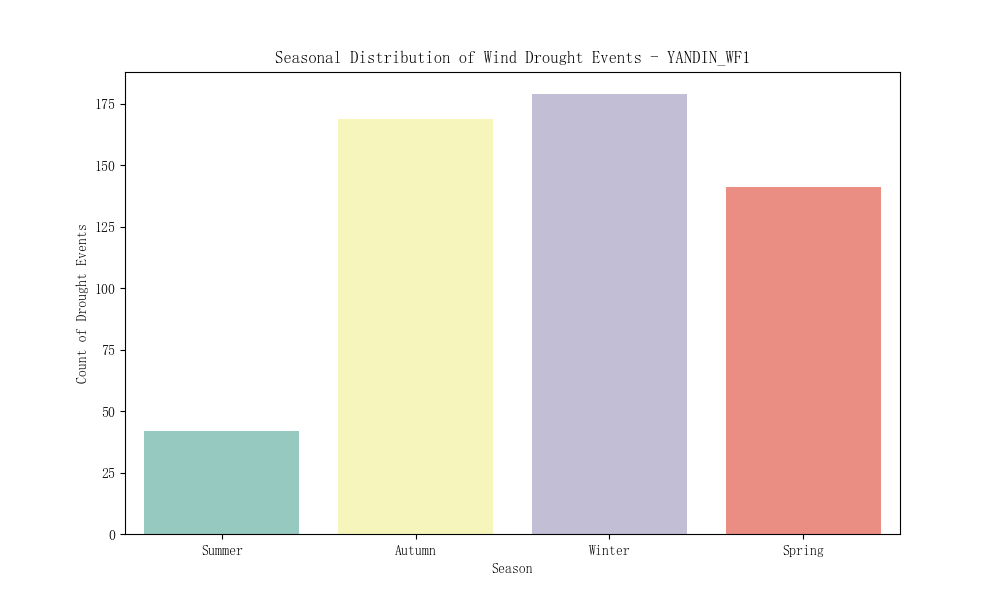 Seasonal Distribution of Wind Drought Events - YANDIN_WF1
Count of Drought Events
175
150
125
100
75
50
25
0
Summer Autumn Winter Spring
Season